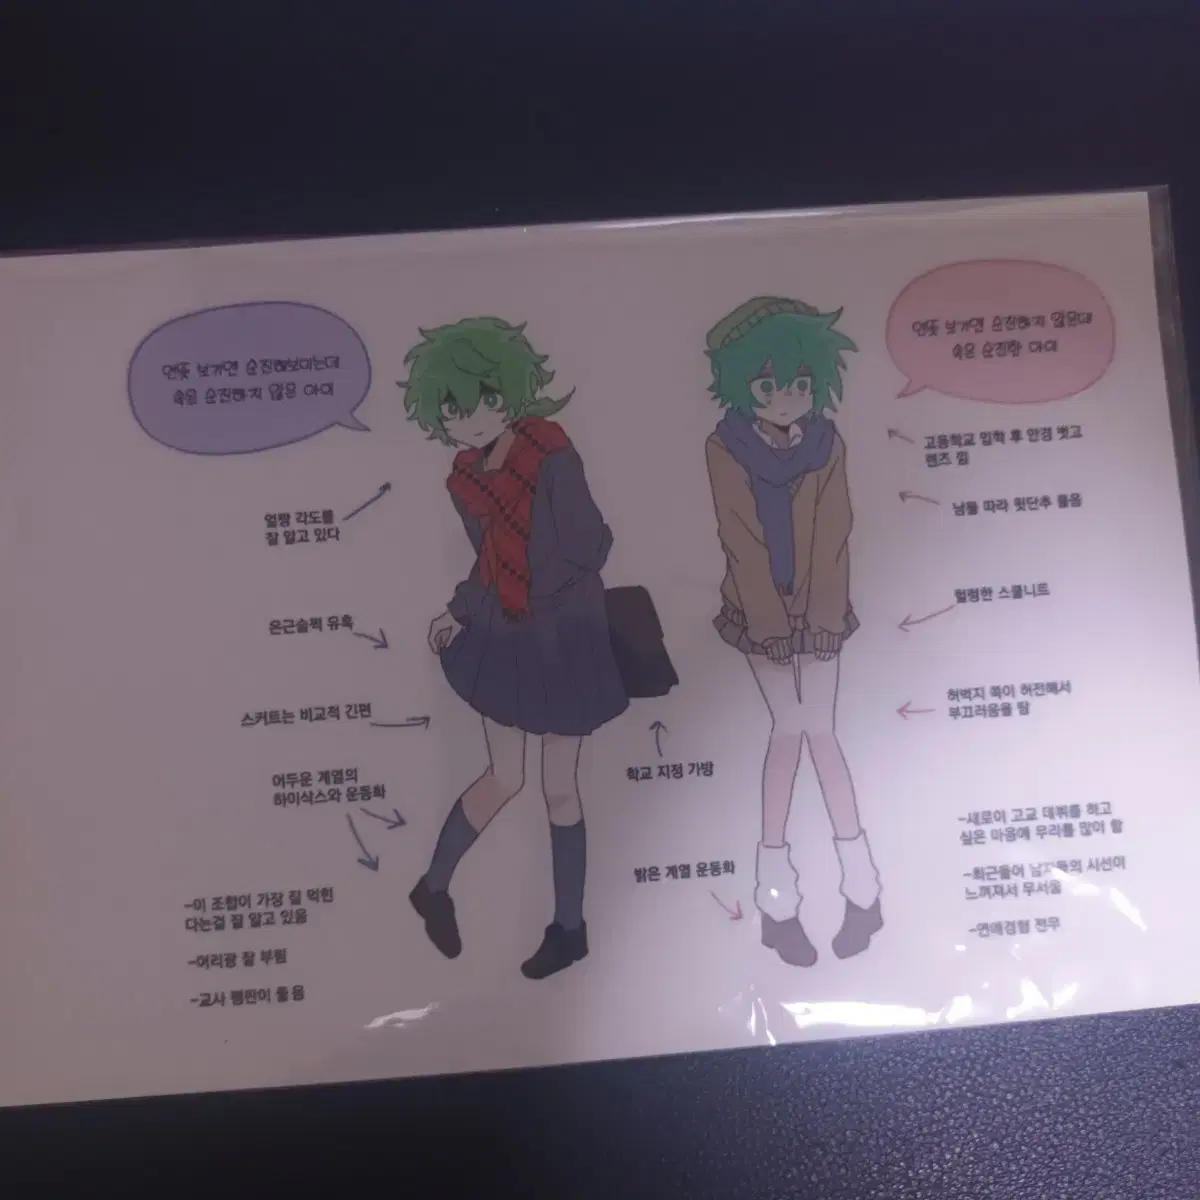 언뜻 보기엔 순진해보이는데
속은 순진하지 않은 아이
얼짱 각도를
잘 알고 있다
은근슬쩍 유혹
스커트는 비교적 긴편
어두운 계열의
하이삭스와 운동화
-이 조합이 가장 잘 먹힌
다는걸 잘 알고 있음
-어리광 잘 부림
-교사 평판이 좋음
학교 지정 가방
밝은 계열 운동화
언뜻 보기엔 순진하지 않은데
속은 순진한 아이
고등학교 입학 후 안경 벗고
렌즈 낌
남들 따라 윗단추 풀음
헐렁한 스쿨니트
허벅지 쪽이 허전해서
부끄러움을 탐
-새로이 고교 데뷔를 하고
싶은 마음에 무리를 많이 함
-최근들어 남자들의 시선이
느껴져서 무서움
-연애경험 전무